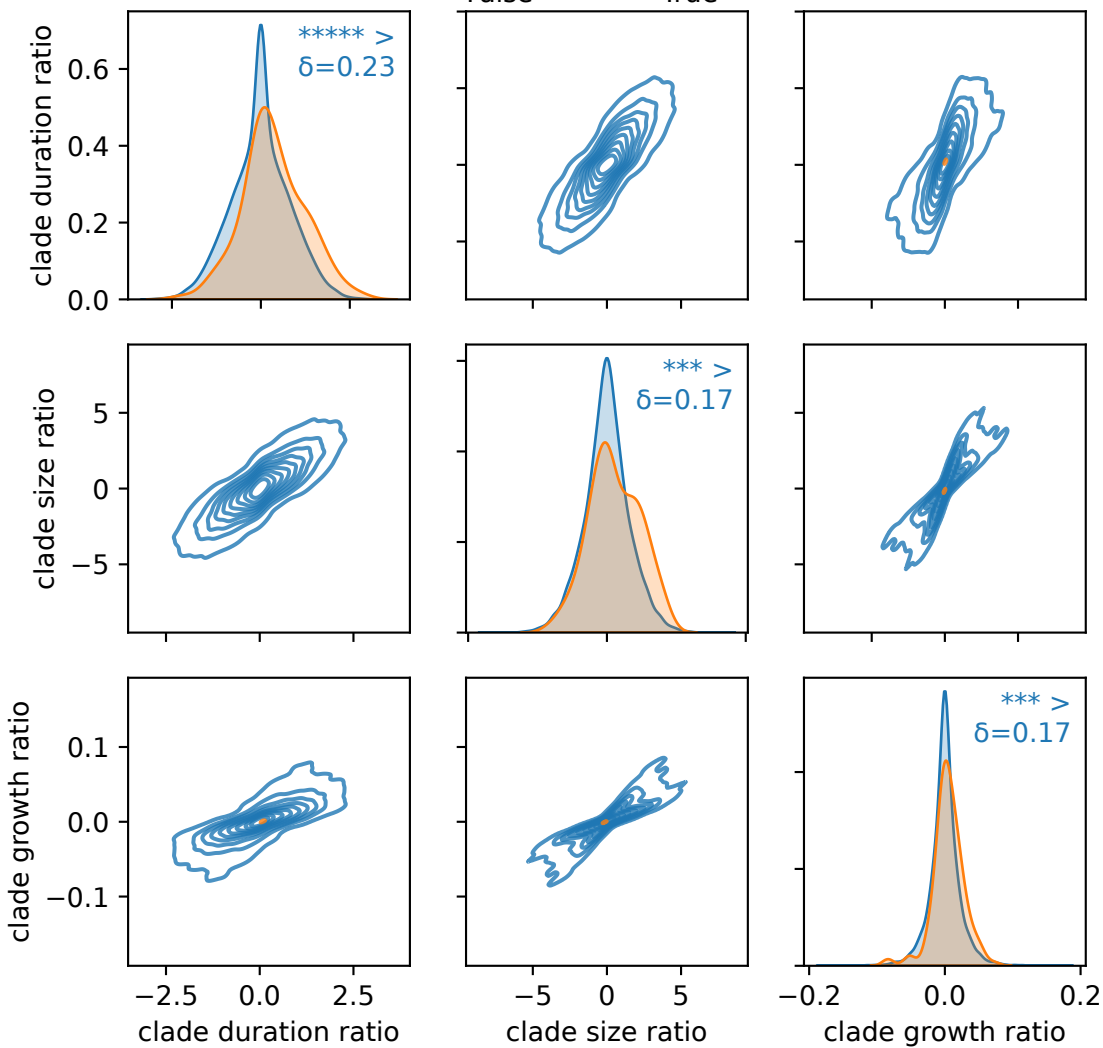 ***** >
δ=0.23
clade duration ratio
0.6
0.4
0.2
0.0
*** >
δ=0.17
clade size ratio
5
0
−5
*** >
δ=0.17
clade growth ratio
0.1
0.0
−0.1
−2.5 0.0 2.5 −5 0 5 −0.2 0.0 0.2
clade duration ratio clade size ratio clade growth ratio